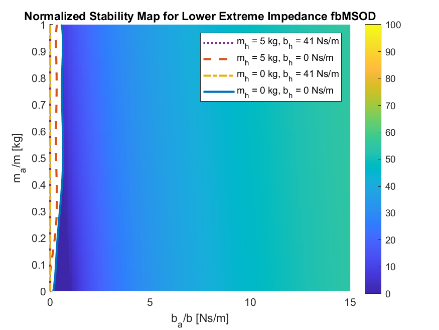 Normalized Stability Map for Lower Extreme Impedance fbMSOD
m_h = 5 kg, b_h = 41 Ns/m
m_h = 5 kg, b_h = 0 Ns/m
m_h = 0 kg, b_h = 41 Ns/m
m_h = 0 kg, b_h = 0 Ns/m
m_a/m [kg]
1
0.9
0.8
0.7
0.6
0.5
0.4
0.3
0.2
0.1
0
0 5 10 15
b_a/b [Ns/m]
100
90
80
70
60
50
40
30
20
10
0